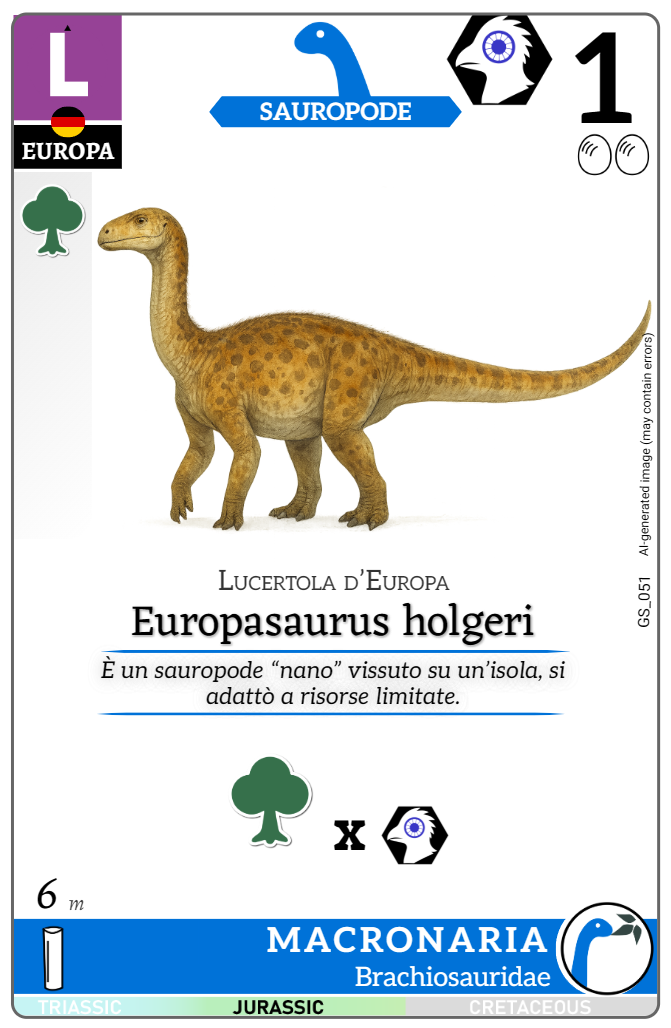 L
SAUROPODE
1
EUROPA
AI-generated image (may contain errors)
GS_051
Lucertola d’Europa
Europasaurus holgeri
È un sauropode “nano” vissuto su un’isola, si
adattò a risorse limitate.
x
6 m
MACRONARIA
Brachiosauridae
TRIASSIC JURASSIC CRETACEOUS